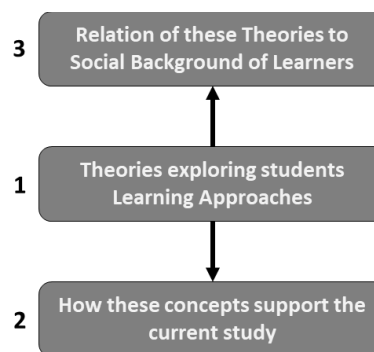 3
Relation of these Theories to
Social Background of Learners
1
Theories exploring students
Learning Approaches
2
How these concepts support the
current study